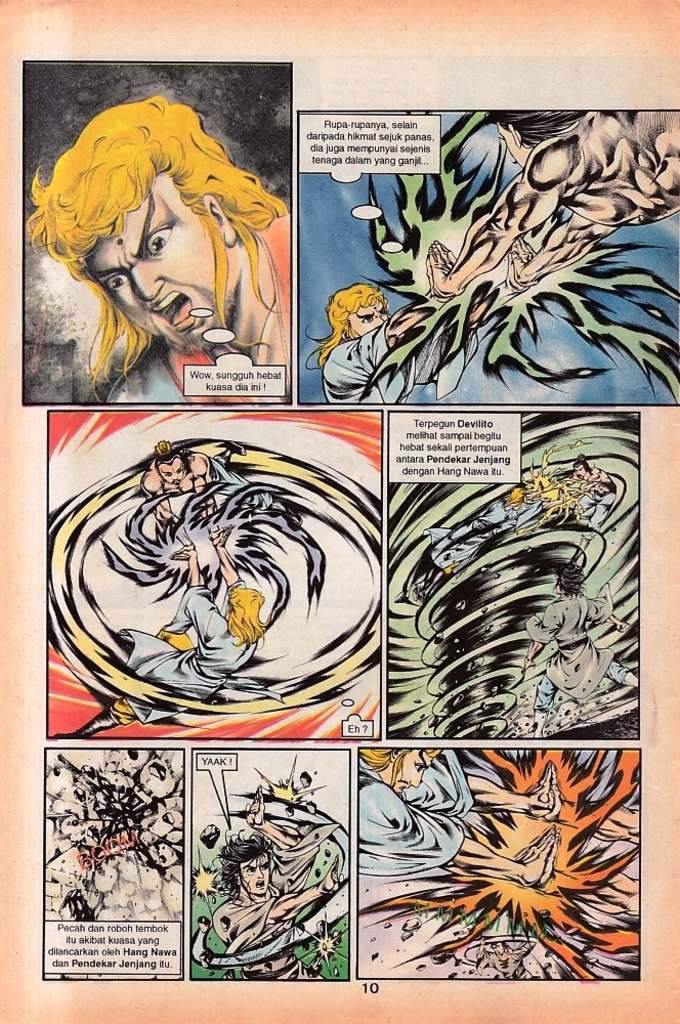 Wow, sungguh hebat
kuasa dia ini !
Rupa-rupanya, selain
daripada hikmat sejuk panas,
dia juga mempunyai sejenis
tenaga dalam yang ganjil...
Eh ?
Terpegun Devilito
melihat sampai begitu
hebat sekali pertempuan
antara Pendekar Jenjang
dengan Hang Nawa itu.
BOOM
Pecah dan roboh tembok
itu akibat kuasa yang
dilancarkan oleh Hang Nawa
dan Pendekar Jenjang itu.
YAAK !
10